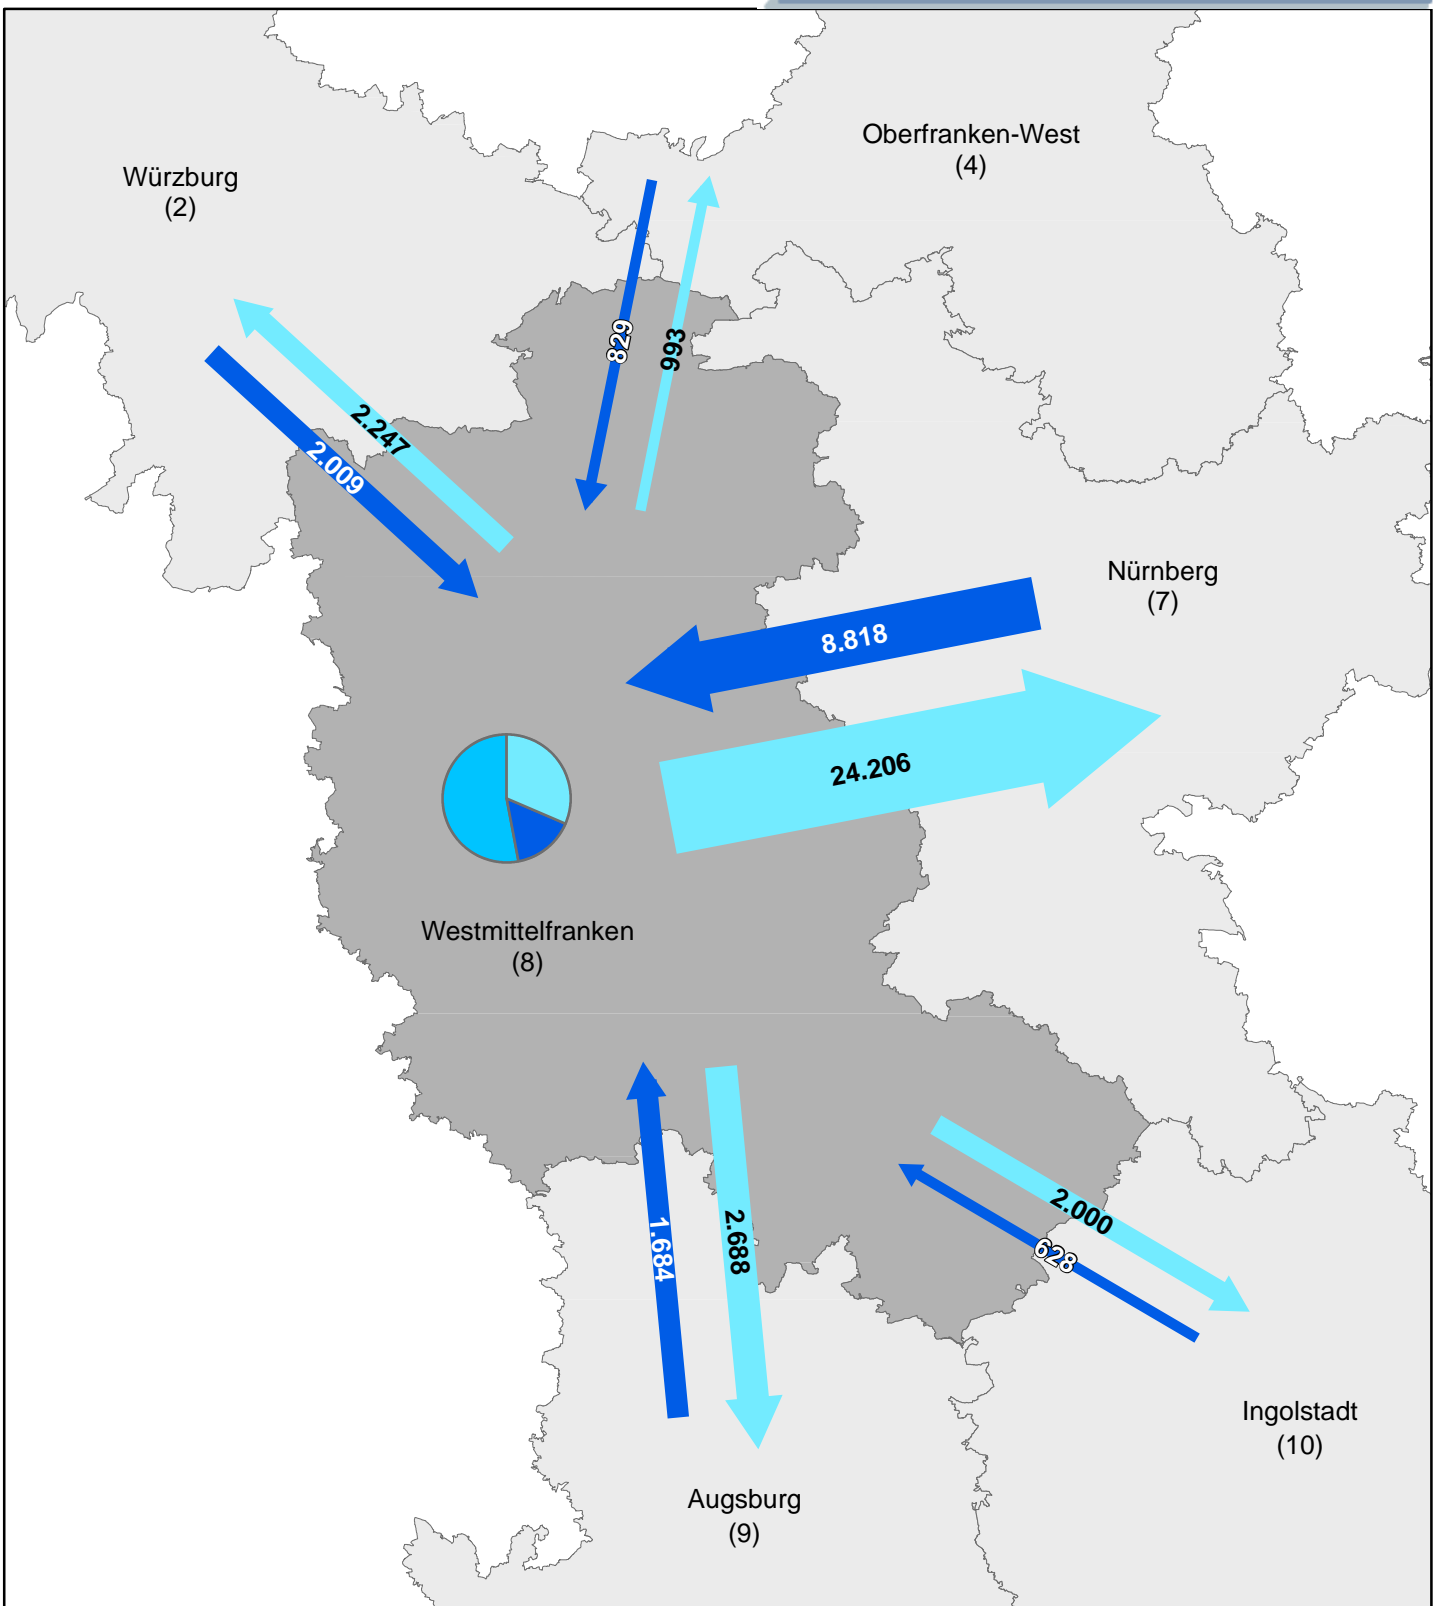 Oberfranken-West
(4)
Würzburg
(2)
829
993
2.247
2.009
Nürnberg
(7)
8.818
24.206
Westmittelfranken
(8)
1.684
2.688
2.000
628
Ingolstadt
(10)
Augsburg
(9)